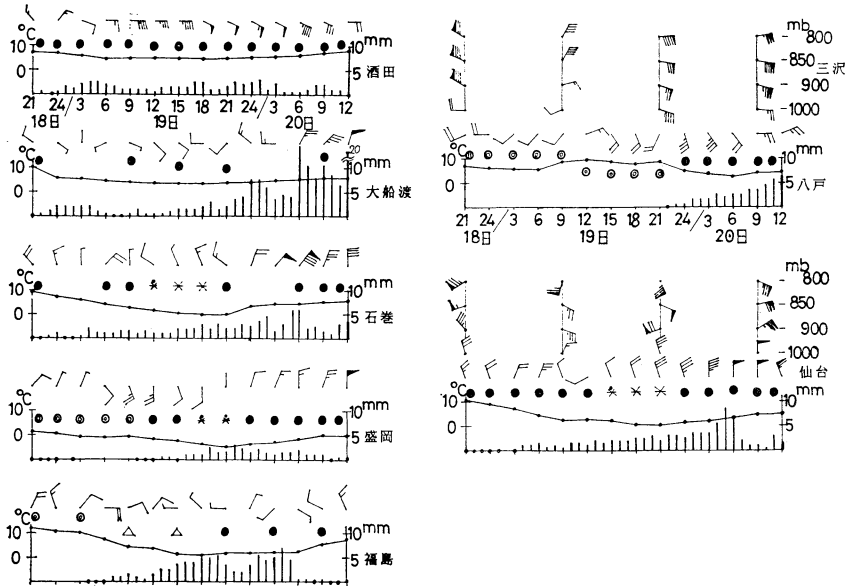 °C 10 0 10 mm 5 酒田
21 24 3 6 9 12 15 18 21 24 3 6 9 12
18日 / 19日 / 20日
°C 10 0 20 10 mm 5 大船渡
°C 10 0 10 mm 5 石巻
°C 10 0 10 mm 5 盛岡
°C 10 0 10 mm 5 福島
mb
800
850 三沢
900
1000
°C 10 0 10 mm 5 八戸
21 24 3 6 9 12 15 18 21 24 3 6 9 12
18日 / 19日 / 20日
mb
800
850
900
1000
仙台
°C 10 0 10 mm 5